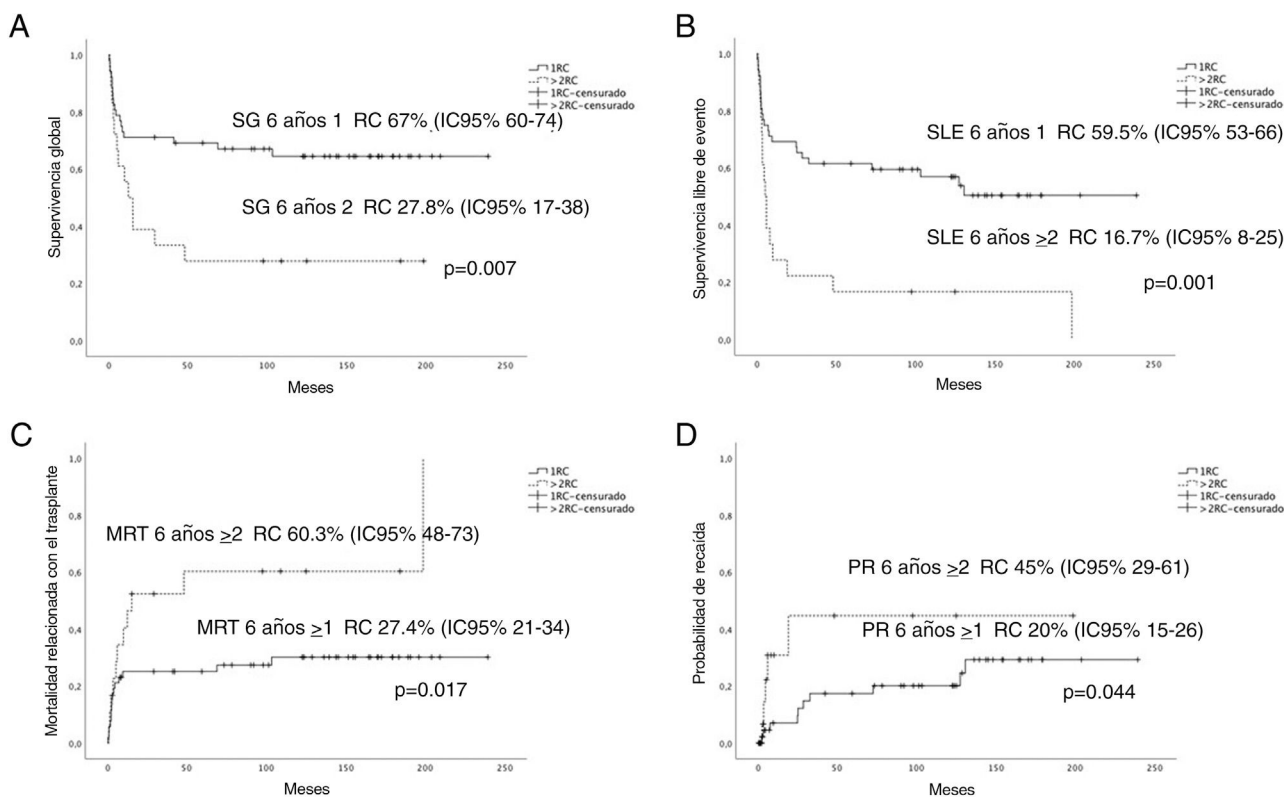 A
1,0
0,8
0,6
0,4
0,2
0,0
Supervivencia global
1RC
>2RC
1RC-censurado
>2RC-censurado
SG 6 años 1 RC 67% (IC95% 60-74)
SG 6 años 2 RC 27.8% (IC95% 17-38)
p=0.007
0 50 100 150 200 250
Meses
B
1,0
0,8
0,6
0,4
0,2
0,0
Supervivencia libre de evento
1RC
>2RC
1RC-censurado
>2RC-censurado
SLE 6 años 1 RC 59.5% (IC95% 53-66)
SLE 6 años ≥2 RC 16.7% (IC95% 8-25)
p=0.001
0 50 100 150 200 250
Meses
C
1,0
0,8
0,6
0,4
0,2
0,0
Mortalidad relacionada con el trasplante
1RC
>2RC
1RC-censurado
>2RC-censurado
MRT 6 años ≥2 RC 60.3% (IC95% 48-73)
MRT 6 años ≥1 RC 27.4% (IC95% 21-34)
p=0.017
0 50 100 150 200 250
Meses
D
1,0
0,8
0,6
0,4
0,2
0,0
Probabilidad de recaída
1RC
>2RC
1RC-censurado
>2RC-censurado
PR 6 años ≥2 RC 45% (IC95% 29-61)
PR 6 años ≥1 RC 20% (IC95% 15-26)
p=0.044
0 50 100 150 200 250
Meses